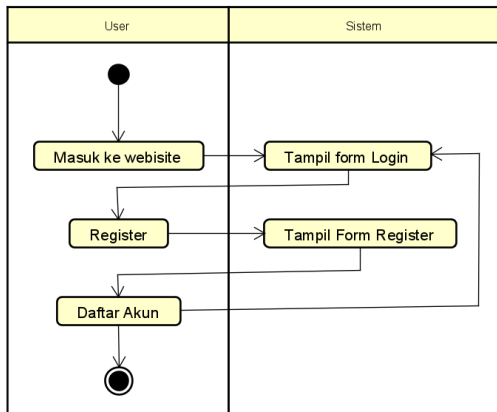 User
Sistem
Masuk ke webisite
Tampil form Login
Register
Tampil Form Register
Daftar Akun